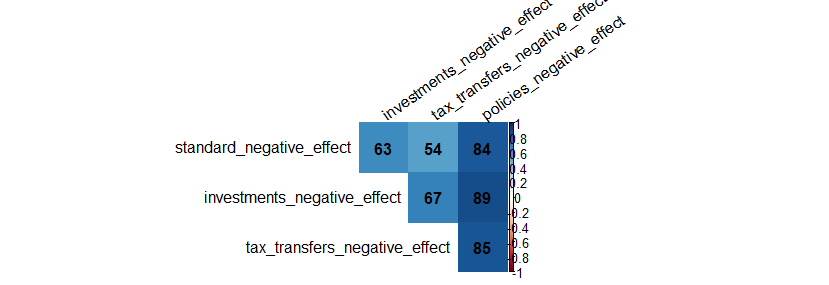 investments_negative_effect
tax_transfers_negative_effect
policies_negative_effect
standard_negative_effect 63 54 84
investments_negative_effect 67 89
tax_transfers_negative_effect 85
1
0.8
0.6
0.4
0.2
0
-0.2
-0.4
-0.6
-0.8
-1